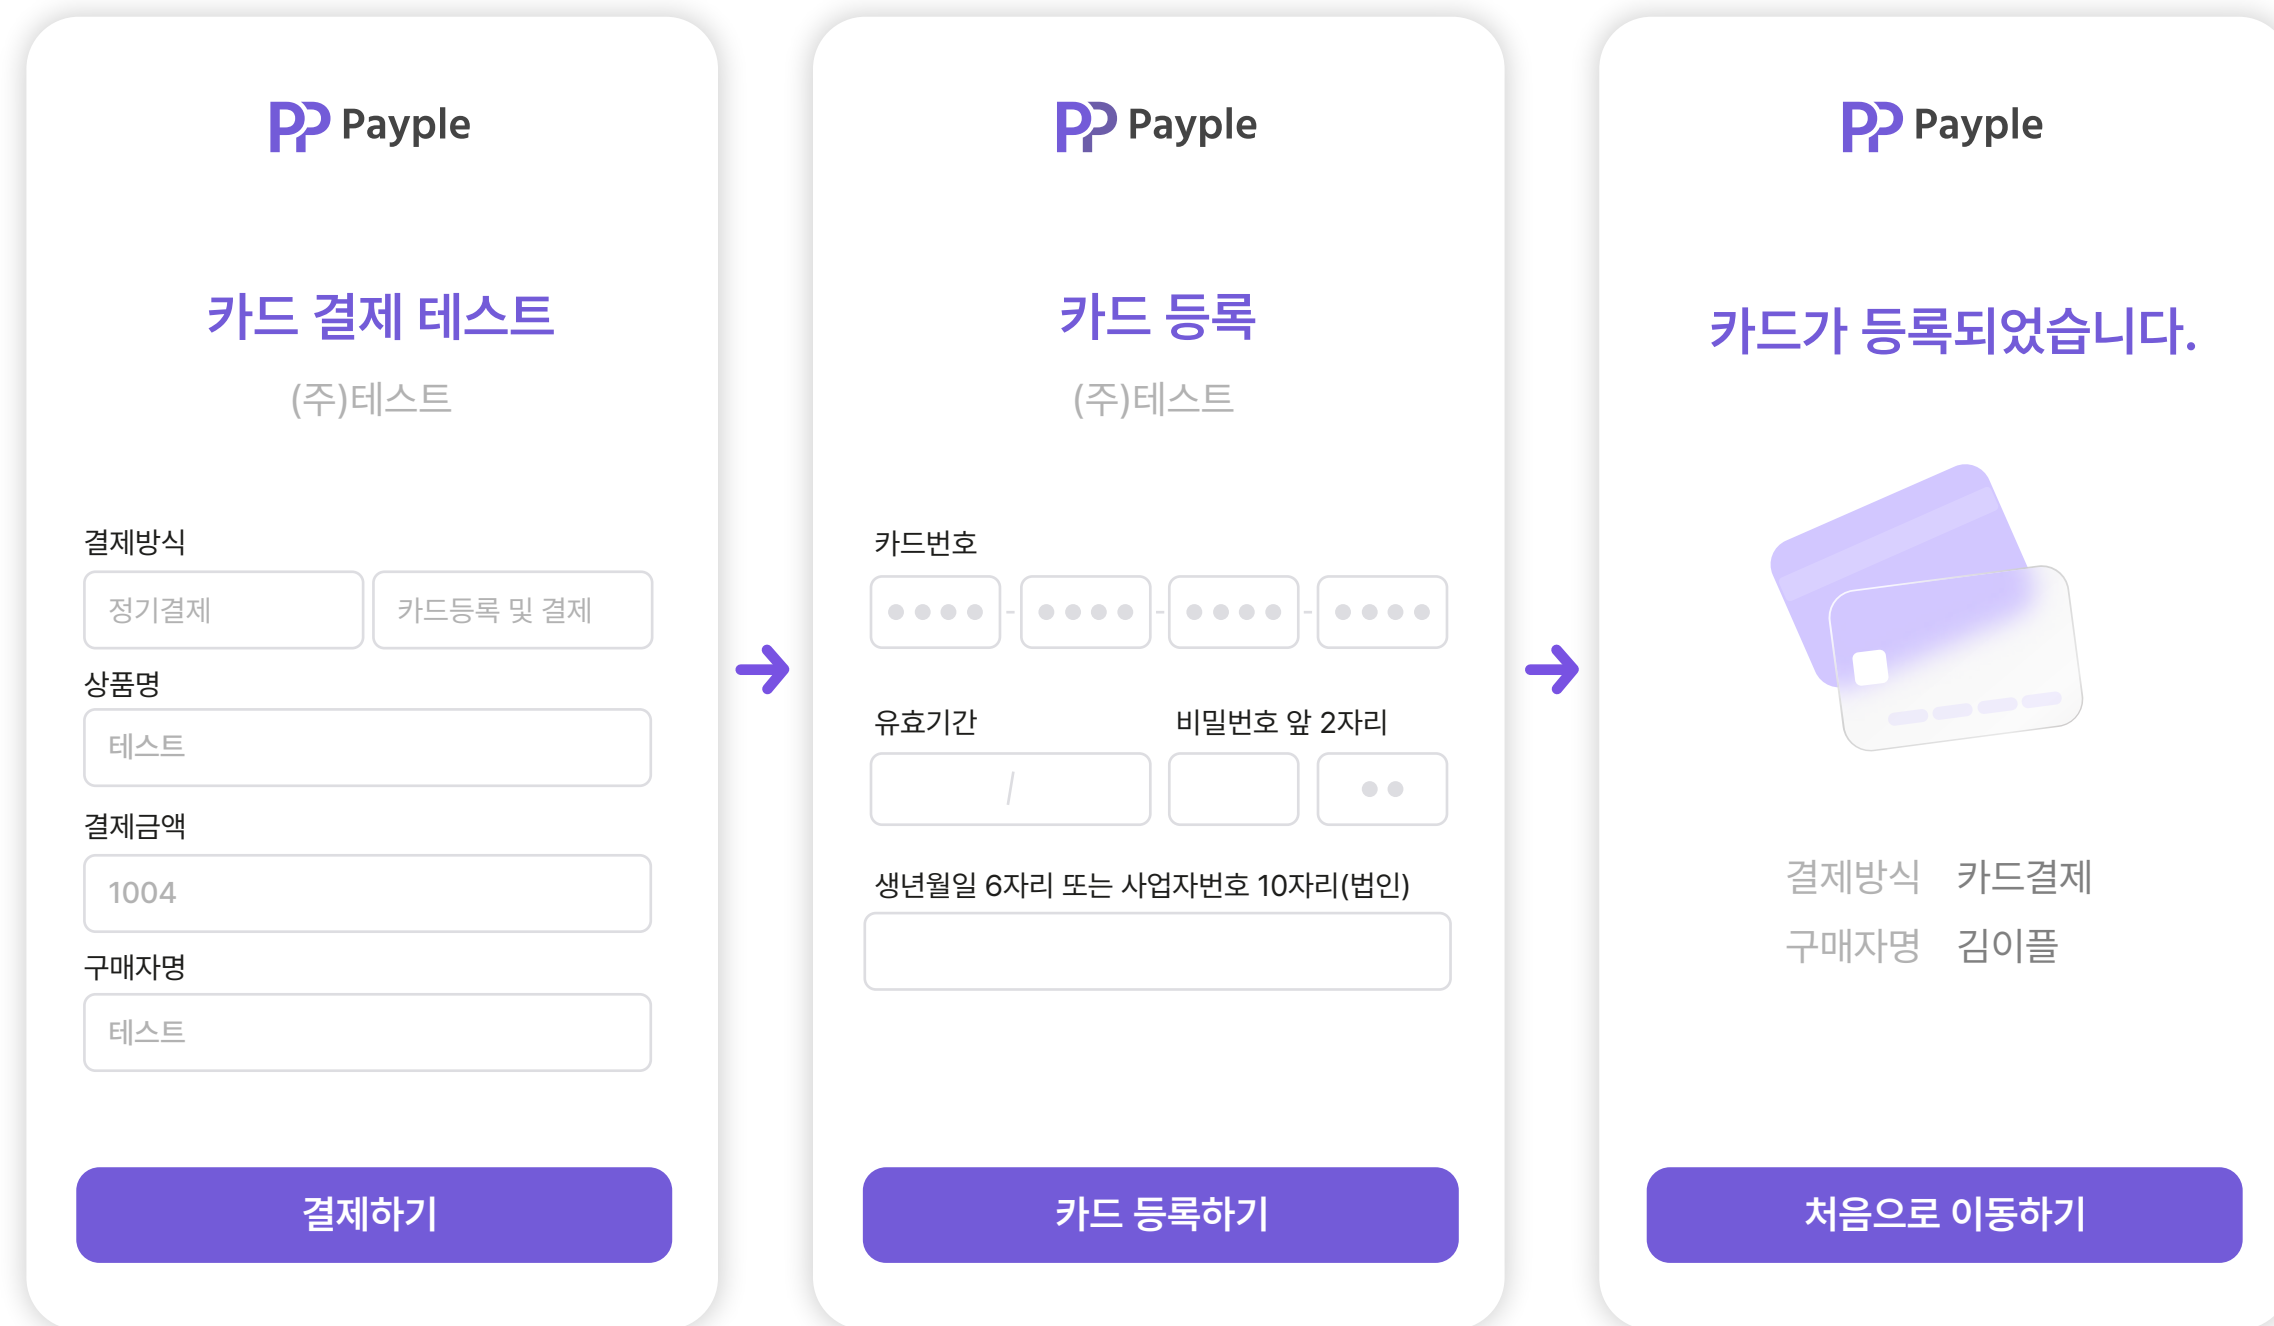 Payple
카드 결제 테스트
(주)테스트
결제방식
정기결제 카드등록 및 결제
상품명
테스트
결제금액
1004
구매자명
테스트
결제하기
Payple
카드 등록
(주)테스트
카드번호
- - -
유효기간 비밀번호 앞 2자리
/
생년월일 6자리 또는 사업자번호 10자리(법인)
카드 등록하기
Payple
카드가 등록되었습니다.
결제방식 카드결제
구매자명 김이플
처음으로 이동하기